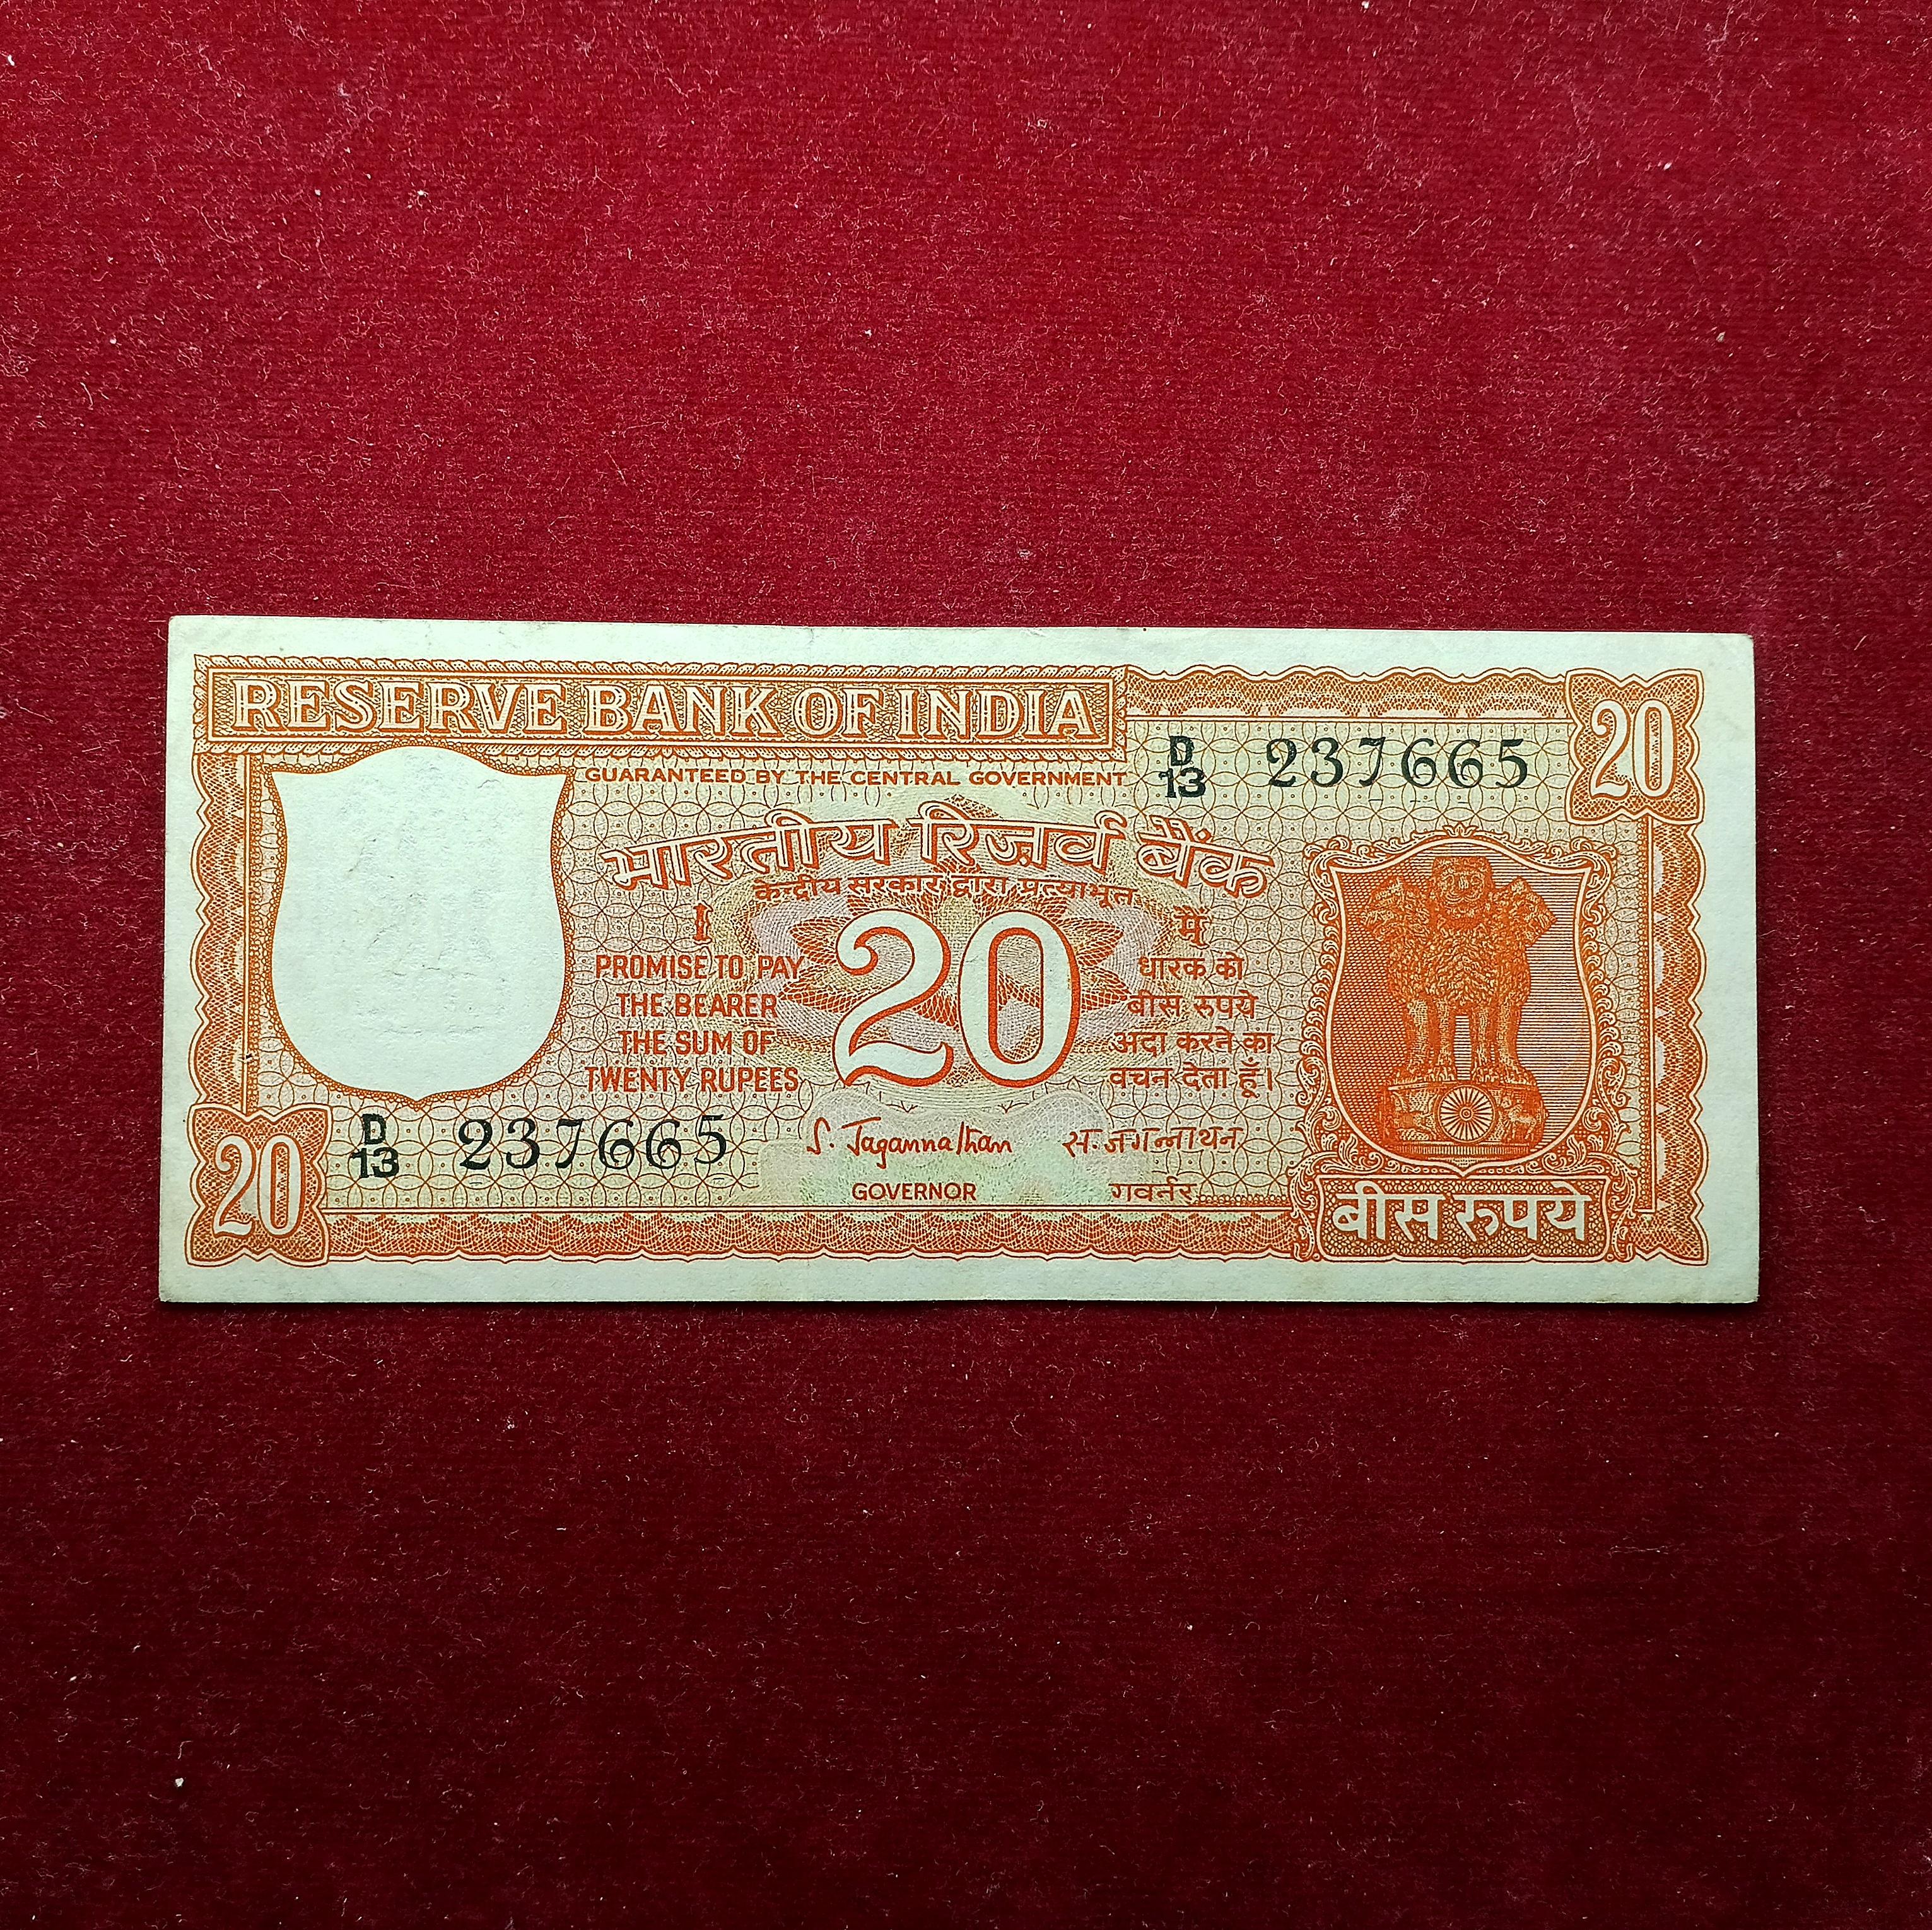 RESERVE BANK OF INDIA
20
GUARANTEED BY THE CENTRAL GOVERNMENT
D/13 237665
भारतीय रिज़र्व बैंक
केन्द्रीय सरकार द्वारा प्रत्याभूत
I
PROMISE TO PAY
THE BEARER
THE SUM OF
TWENTY RUPEES
20
मैं
धारक को
बीस रुपये
अदा करने का
वचन देता हूँ।
D/13 237665
S. Jagannathan
स. जगन्नाथन
GOVERNOR
गवर्नर
20
बीस रुपये